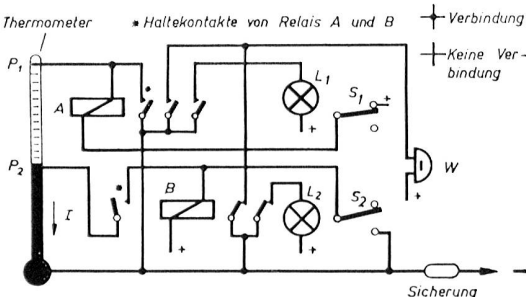 Thermometer
* Haltekontakte von Relais A und B
Verbindung
Keine Ver-
bindung
P1
*
L1
S1
+
A
+
P2
*
B
L2
S2
W
+
I
+
+
Sicherung